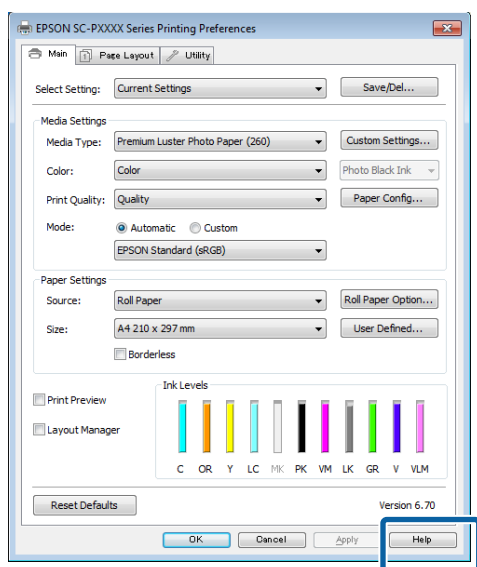 EPSON SC-PXXXX Series Printing Preferences
Main Page Layout Utility
Select Setting: Current Settings Save/Del...
Media Settings
Media Type: Premium Luster Photo Paper (260) Custom Settings...
Color: Color Photo Black Ink
Print Quality: Quality Paper Config...
Mode: Automatic Custom
EPSON Standard (sRGB)
Paper Settings
Source: Roll Paper Roll Paper Option...
Size: A4 210 x 297 mm User Defined...
Borderless
Ink Levels
Print Preview
Layout Manager
C OR Y LC MK PK VM LK GR V VLM
Reset Defaults Version 6.70
OK Cancel Apply Help